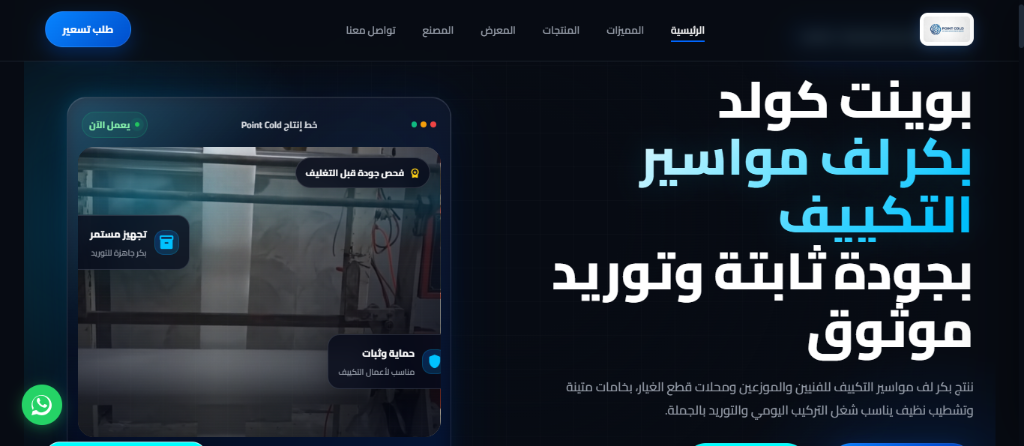 POINT COLD
الرئيسية
المميزات
المنتجات
المعرض
المصنع
تواصل معنا
طلب تسعير
بوينت كولد
بكر لف مواسير
التكييف
بجودة ثابتة وتوريد
موثوق
ننتج بكر لف مواسير التكييف للفنيين والموزعين ومحلات قطع الغيار، بخامات متينة
وتشطيب نظيف يناسب شغل التركيب اليومي والتوريد بالجملة.
خط إنتاج Point Cold
يعمل الآن
فحص جودة قبل التغليف
تجهيز مستمر
بكر جاهزة للتوريد
حماية وثبات
مناسب لأعمال التكييف